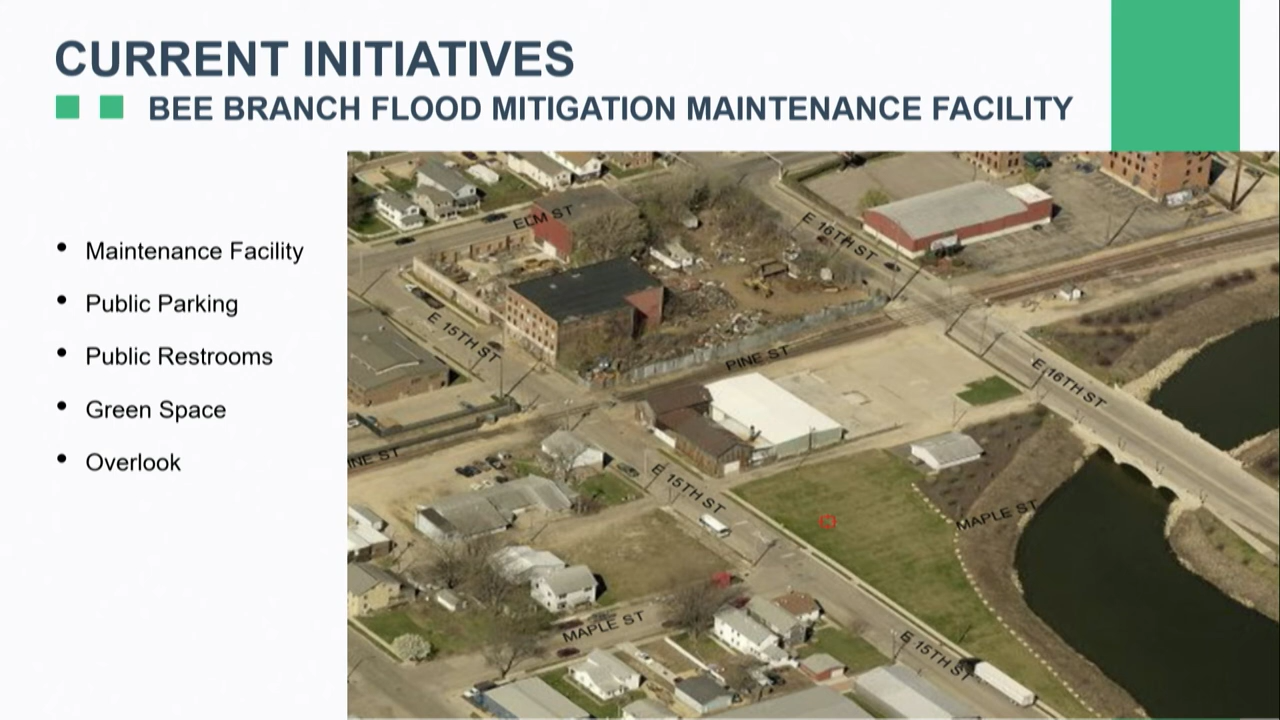 CURRENT INITIATIVES
BEE BRANCH FLOOD MITIGATION MAINTENANCE FACILITY
• Maintenance Facility
• Public Parking
• Public Restrooms
• Green Space
• Overlook
ELM ST
E 16TH ST
E 15TH ST
PINE ST
E 16TH ST
INE ST
E 15TH ST
MAPLE ST
MAPLE ST
E 15TH ST